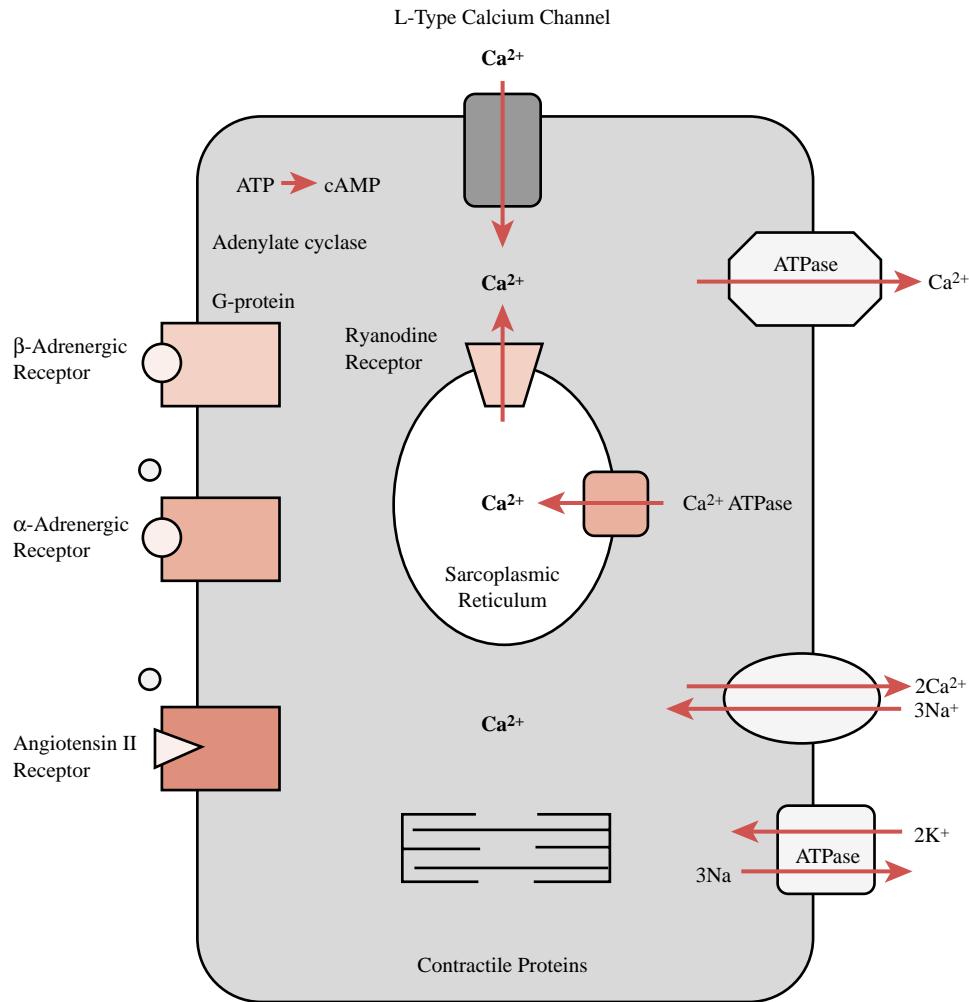 L-Type Calcium Channel
Ca²⁺
ATP → cAMP
Adenylate cyclase
ATPase
Ca²⁺
Ca²⁺
G-protein
β-Adrenergic
Receptor
Ryanodine
Receptor
α-Adrenergic
Receptor
Ca²⁺
Ca²⁺ ATPase
Sarcoplasmic
Reticulum
2Ca²⁺
3Na⁺
Ca²⁺
Angiotensin II
Receptor
2K⁺
ATPase
3Na
Contractile Proteins